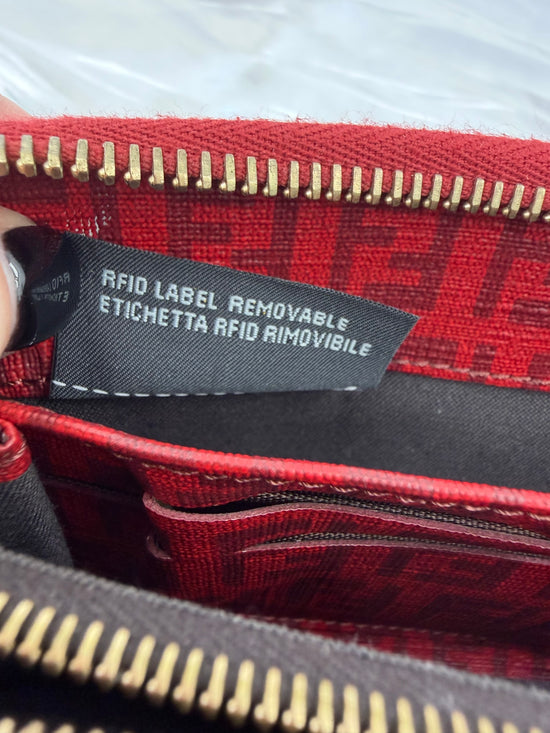 RFID LABEL REMOVABLE
ETICHETTA RFID RIMOVIBILE